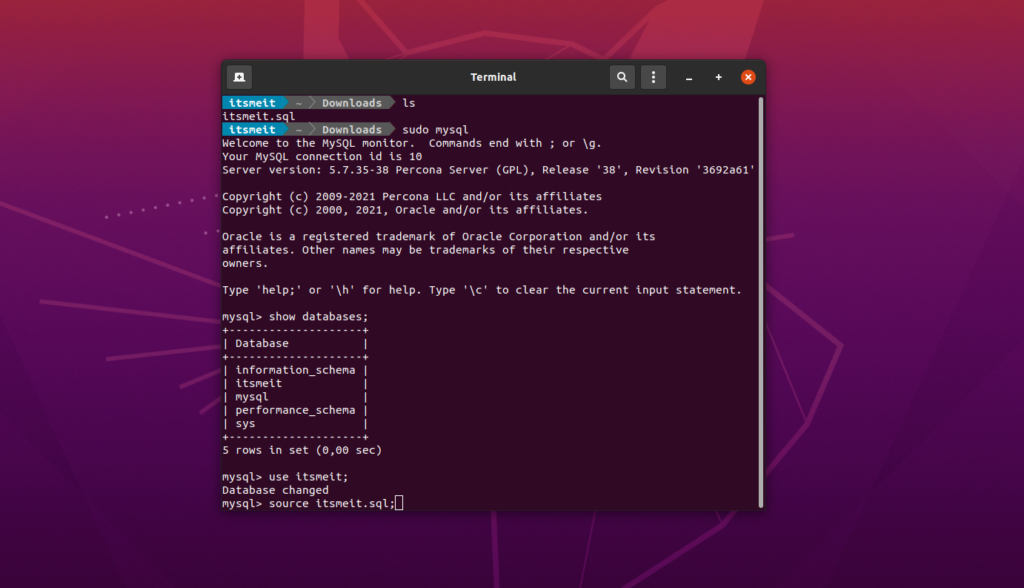 Terminal
itsmeit ~ Downloads ls
itsmeit.sql
itsmeit ~ Downloads sudo mysql
Welcome to the MySQL monitor.  Commands end with ; or \g.
Your MySQL connection id is 10
Server version: 5.7.35-38 Percona Server (GPL), Release '38', Revision '3692a61'
Copyright (c) 2009-2021 Percona LLC and/or its affiliates
Copyright (c) 2000, 2021, Oracle and/or its affiliates.
Oracle is a registered trademark of Oracle Corporation and/or its
affiliates. Other names may be trademarks of their respective
owners.
Type 'help;' or '\h' for help. Type '\c' to clear the current input statement.
mysql> show databases;
+--------------------+
| Database           |
+--------------------+
| information_schema |
| itsmeit            |
| mysql              |
| performance_schema |
| sys                |
+--------------------+
5 rows in set (0,00 sec)
mysql> use itsmeit;
Database changed
mysql> source itsmeit.sql;